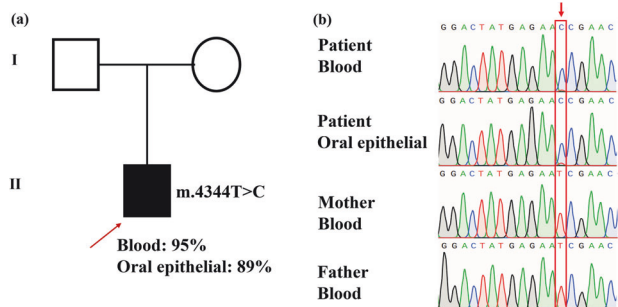 (a)
I
II
m.4344T>C
Blood: 95%
Oral epithelial: 89%
(b)
GGACTATGAGAACCGAAC
Patient
Blood
GGACTATGAGAACCGAAC
Patient
Oral epithelial
GGACTATGAGAATCGAAC
Mother
Blood
GGACTATGAGAATCGAAC
Father
Blood